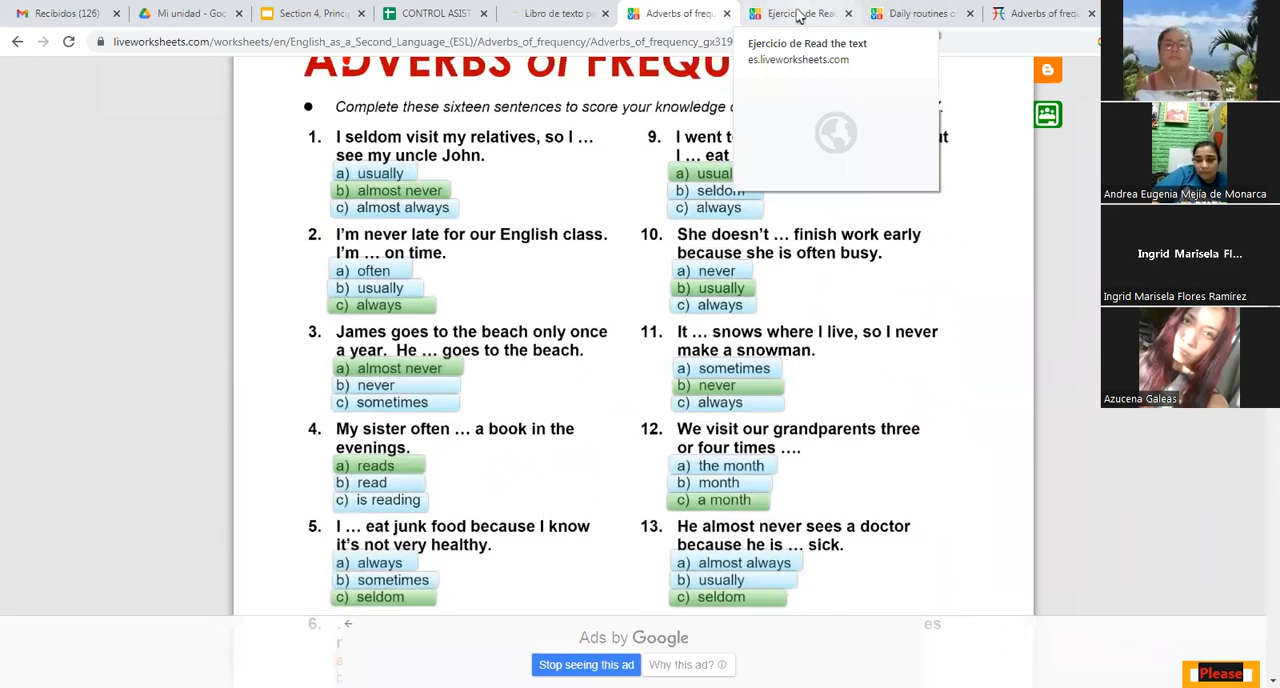 Recibidos (126)
Mi unidad - Goo
Section 4, Princi
CONTROL ASIST
Libro de texto po
Adverbs of frequ
Ejercicio de Rea
Daily routines o
Adverbs of frequ
liveworksheets.com/worksheets/en/English_as_a_Second_Language_(ESL)/Adverbs_of_frequency/Adverbs_of_frequency_gx319
Ejercicio de Read the text
es.liveworksheets.com
ADVERBS of FREQU
Complete these sixteen sentences to score your knowledge
1. I seldom visit my relatives, so I …
see my uncle John.
a) usually
b) almost never
c) almost always
2. I’m never late for our English class.
I’m … on time.
a) often
b) usually
c) always
3. James goes to the beach only once
a year. He … goes to the beach.
a) almost never
b) never
c) sometimes
4. My sister often … a book in the
evenings.
a) reads
b) read
c) is reading
5. I … eat junk food because I know
it’s not very healthy.
a) always
b) sometimes
c) seldom
6.
9. I went t
I … eat
a) usual
b) seldom
c) always
10. She doesn’t … finish work early
because she is often busy.
a) never
b) usually
c) always
11. It … snows where I live, so I never
make a snowman.
a) sometimes
b) never
c) always
12. We visit our grandparents three
or four times ….
a) the month
b) month
c) a month
13. He almost never sees a doctor
because he is … sick.
a) almost always
b) usually
c) seldom
es
Ads by Google
Stop seeing this ad
Why this ad?
Please
Andrea Eugenia Mejia de Monarca
Ingrid Marisela Fl...
Ingrid Marisela Flores Ramírez
Azucena Galeas